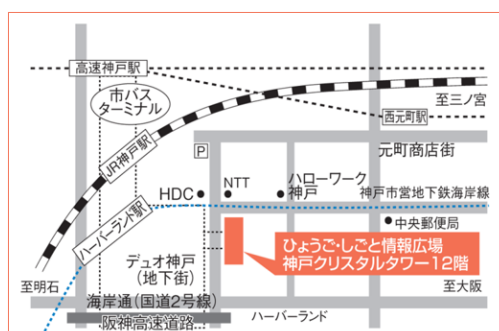 高速神戸駅
市バス
ターミナル
至三ノ宮
西元町駅
JR神戸駅
P
元町商店街
HDC
NTT
ハローワーク
神戸
神戸市営地下鉄海岸線
ハーバーランド駅
中央郵便局
ひょうご・しごと情報広場
神戸クリスタルタワー12階
デュオ神戸
(地下街)
至明石
至大阪
海岸通(国道2号線)
ハーバーランド
阪神高速道路